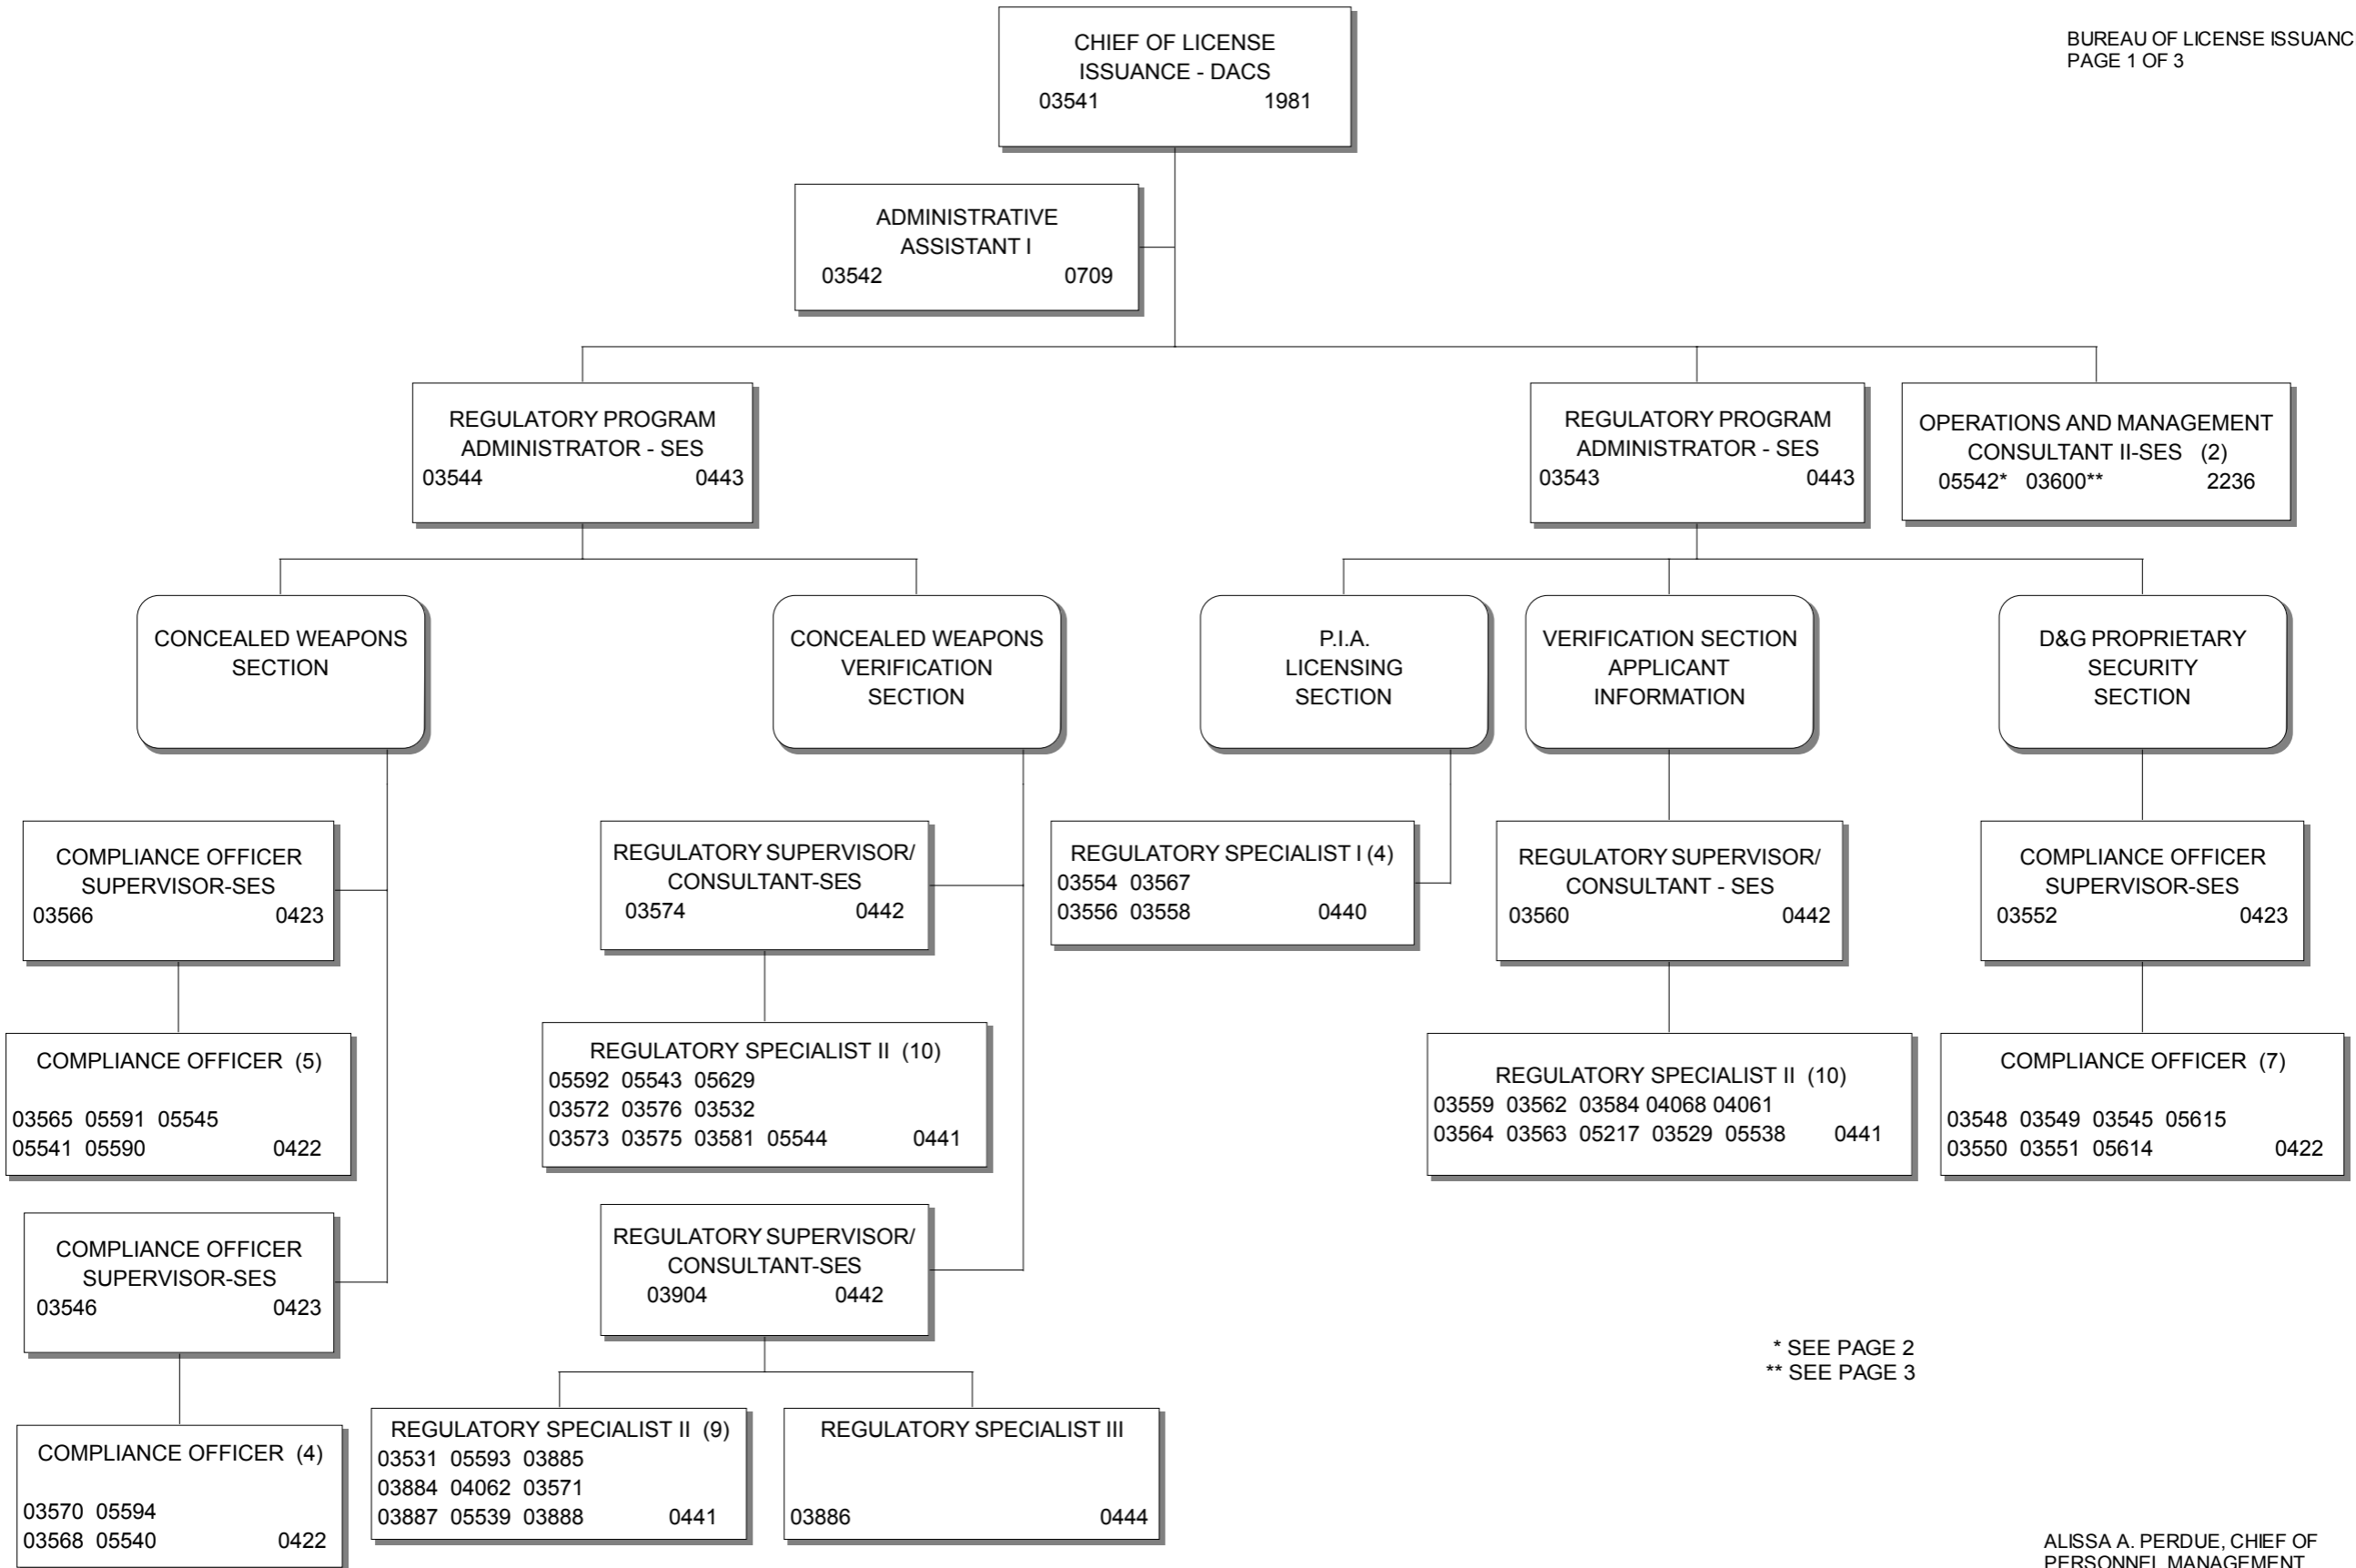 BUREAU OF LICENSE ISSUANC
PAGE 1 OF 3
CHIEF OF LICENSE
ISSUANCE - DACS
03541 1981
ADMINISTRATIVE
ASSISTANT I
03542 0709
REGULATORY PROGRAM
ADMINISTRATOR - SES
03544 0443
REGULATORY PROGRAM
ADMINISTRATOR - SES
03543 0443
OPERATIONS AND MANAGEMENT
CONSULTANT II-SES (2)
05542* 03600** 2236
CONCEALED WEAPONS
SECTION
CONCEALED WEAPONS
VERIFICATION
SECTION
P.I.A.
LICENSING
SECTION
VERIFICATION SECTION
APPLICANT
INFORMATION
D&G PROPRIETARY
SECURITY
SECTION
COMPLIANCE OFFICER
SUPERVISOR-SES
03566 0423
REGULATORY SUPERVISOR/
CONSULTANT-SES
03574 0442
REGULATORY SPECIALIST I (4)
03554 03567
03556 03558 0440
REGULATORY SUPERVISOR/
CONSULTANT - SES
03560 0442
COMPLIANCE OFFICER
SUPERVISOR-SES
03552 0423
COMPLIANCE OFFICER (5)
03565 05591 05545
05541 05590 0422
REGULATORY SPECIALIST II (10)
05592 05543 05629
03572 03576 03532
03573 03575 03581 05544 0441
REGULATORY SPECIALIST II (10)
03559 03562 03584 04068 04061
03564 03563 05217 03529 05538 0441
COMPLIANCE OFFICER (7)
03548 03549 03545 05615
03550 03551 05614 0422
COMPLIANCE OFFICER
SUPERVISOR-SES
03546 0423
REGULATORY SUPERVISOR/
CONSULTANT-SES
03904 0442
* SEE PAGE 2
** SEE PAGE 3
COMPLIANCE OFFICER (4)
03570 05594
03568 05540 0422
REGULATORY SPECIALIST II (9)
03531 05593 03885
03884 04062 03571
03887 05539 03888 0441
REGULATORY SPECIALIST III
03886 0444
ALISSA A. PERDUE, CHIEF OF
PERSONNEL MANAGEMENT